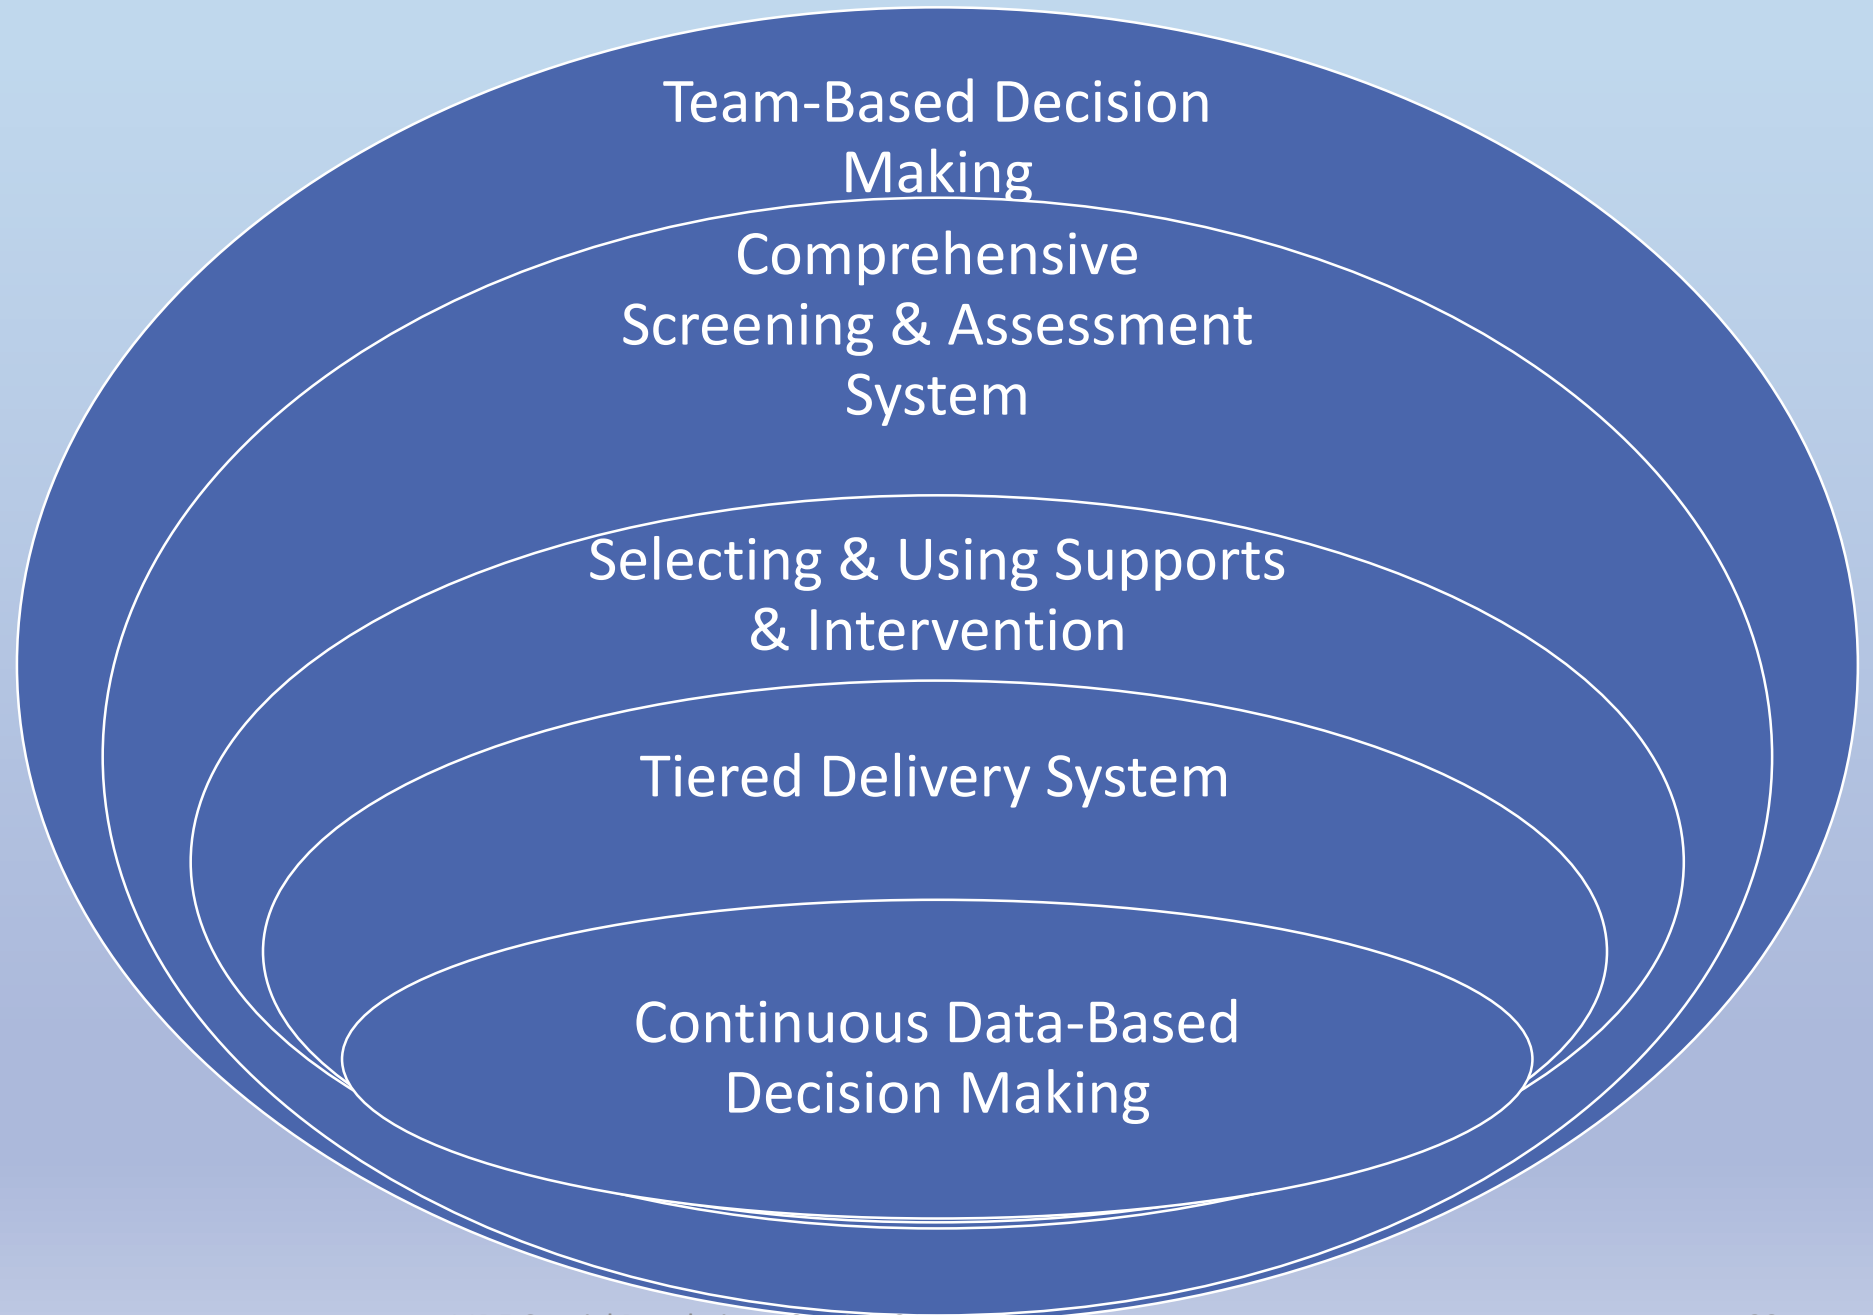 Team-Based Decision
Making
Comprehensive
Screening & Assessment
System
Selecting & Using Supports
& Intervention
Tiered Delivery System
Continuous Data-Based
Decision Making